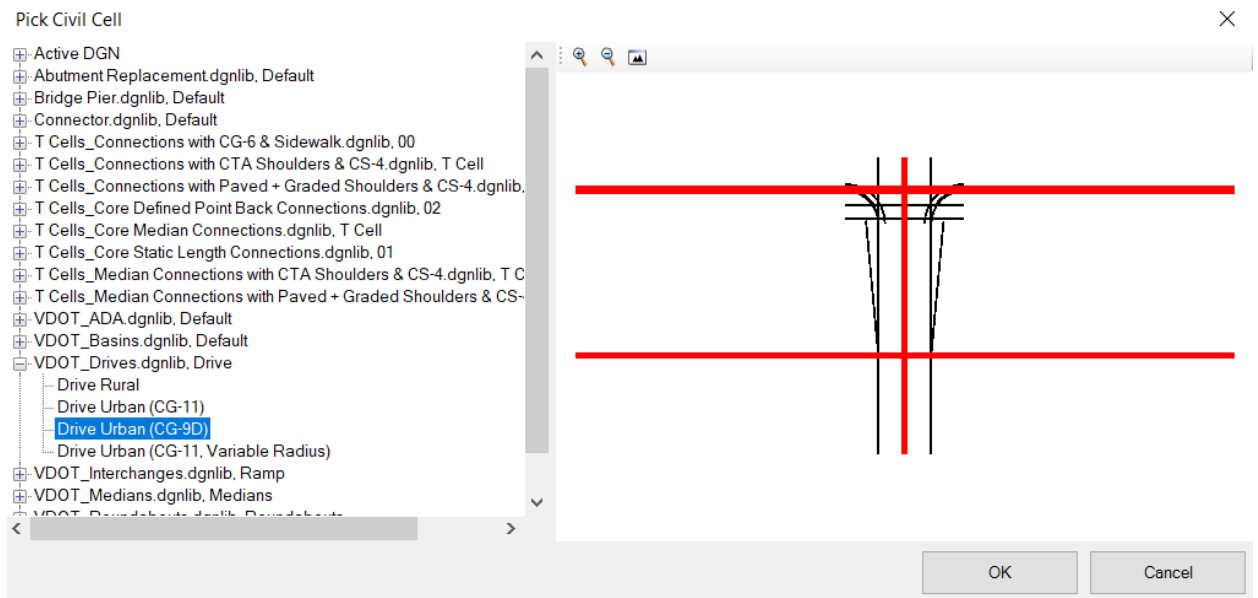 Pick Civil Cell
Active DGN
Abutment Replacement.dgnlib, Default
Bridge Pier.dgnlib, Default
Connector.dgnlib, Default
T Cells_Connections with CG-6 & Sidewalk.dgnlib, 00
T Cells_Connections with CTA Shoulders & CS-4.dgnlib, T Cell
T Cells_Connections with Paved + Graded Shoulders & CS-4.dgnlib,
T Cells_Core Defined Point Back Connections.dgnlib, 02
T Cells_Core Median Connections.dgnlib, T Cell
T Cells_Core Static Length Connections.dgnlib, 01
T Cells_Median Connections with CTA Shoulders & CS-4.dgnlib, T C
T Cells_Median Connections with Paved + Graded Shoulders & CS-
VDOT_ADA.dgnlib, Default
VDOT_Basins.dgnlib, Default
VDOT_Drives.dgnlib, Drive
Drive Rural
Drive Urban (CG-11)
Drive Urban (CG-9D)
Drive Urban (CG-11, Variable Radius)
VDOT_Interchanges.dgnlib, Ramp
VDOT_Medians.dgnlib, Medians
VDOT_Roundabouts.dgnlib, Roundabouts
OK
Cancel